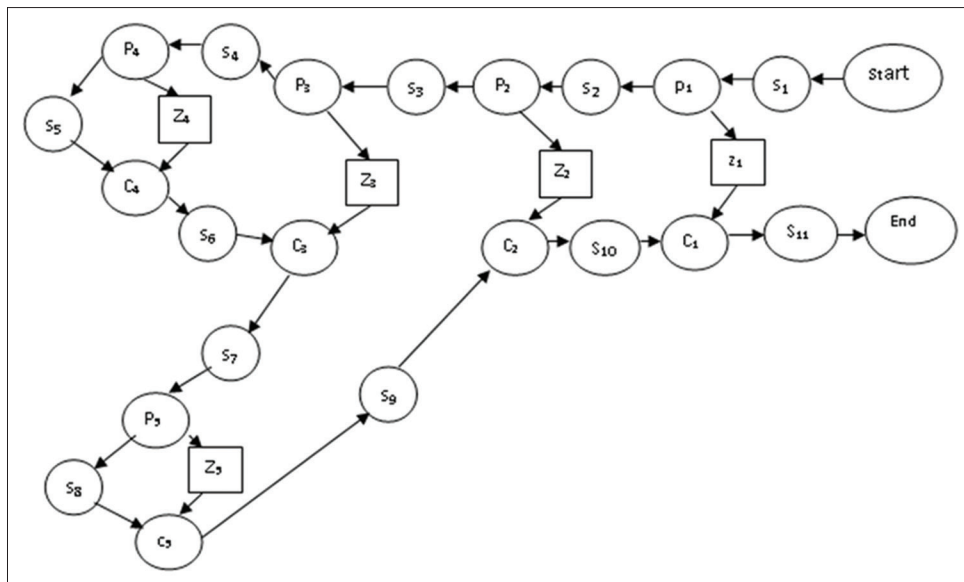 P₄
S₄
P₃
S₃
P₂
S₂
P₁
S₁
Start
S₅
Z₄
Z₃
Z₂
Z₁
C₄
S₆
C₃
C₂
S₁₀
C₁
S₁₁
End
S₇
S₉
P₅
Z₅
S₈
C₅